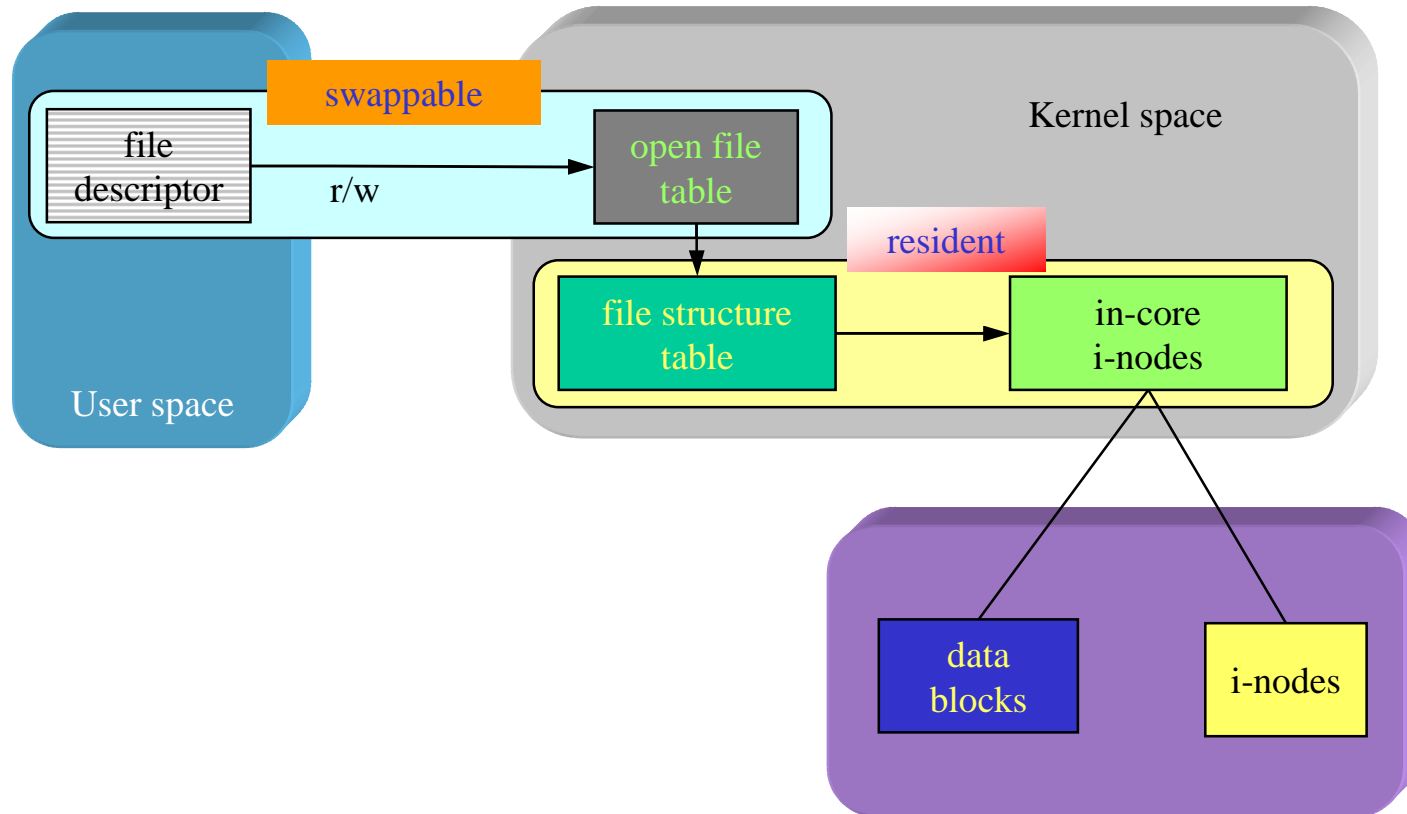 swappable
Kernel space
file
descriptor
r/w
open file
table
resident
file structure
table
in-core
i-nodes
User space
data
blocks
i-nodes